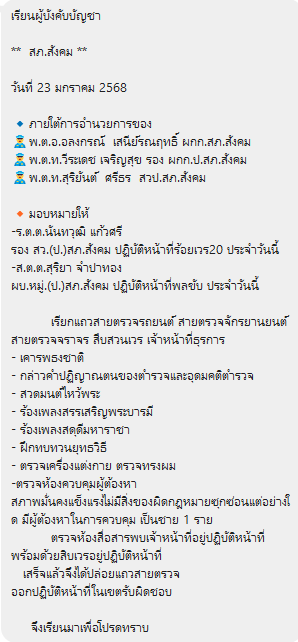 เรียนผู้บังคับบัญชา
** สภ.สังคม **
วันที่ 23 มกราคม 2568
🔹ภายใต้การอำนวยการของ
👮พ.ต.อ.อลงกรณ์ เสนีย์รณฤทธิ์ ผกก.สภ.สังคม
👮พ.ต.ท.วีระเดช เจริญสุข รอง ผกก.ป.สภ.สังคม
👮พ.ต.ท.สุริยันต์ ศรีธร สวป.สภ.สังคม
🔸มอบหมายให้
-ร.ต.ต.นันทวุฒิ แก้วศรี
รอง สว.(ป.)สภ.สังคม ปฏิบัติหน้าที่ร้อยเวร20 ประจำวันนี้
-ส.ต.ต.สุริยา จำปาทอง
ผบ.หมู่.(ป.)สภ.สังคม ปฏิบัติหน้าที่พลขับ ประจำวันนี้
เรียกแถวสายตรวจรถยนต์ สายตรวจจักรยานยนต์
สายตรวจจราจร สืบสวนเวร เจ้าหน้าที่ธุรการ
- เคารพธงชาติ
- กล่าวคำปฏิญาณตนของตำรวจและอุดมคติตำรวจ
- สวดมนต์ไหว้พระ
- ร้องเพลงสรรเสริญพระบารมี
- ร้องเพลงสดุดีมหาราชา
- ฝึกทบทวนยุทธวิธี
- ตรวจเครื่องแต่งกาย ตรวจทรงผม
-ตรวจห้องควบคุมผู้ต้องหา
สภาพมั่นคงแข็งแรงไม่มีสิ่งของผิดกฎหมายซุกซ่อนแต่อย่างใ
ด มีผู้ต้องหาในการควบคุม เป็นชาย 1 ราย
ตรวจห้องสื่อสารพบเจ้าหน้าที่อยู่ปฏิบัติหน้าที่
พร้อมด้วยสิบเวรอยู่ปฏิบัติหน้าที่
เสร็จแล้วจึงได้ปล่อยแถวสายตรวจ
ออกปฏิบัติหน้าที่ในเขตรับผิดชอบ
จึงเรียนมาเพื่อโปรดทราบ